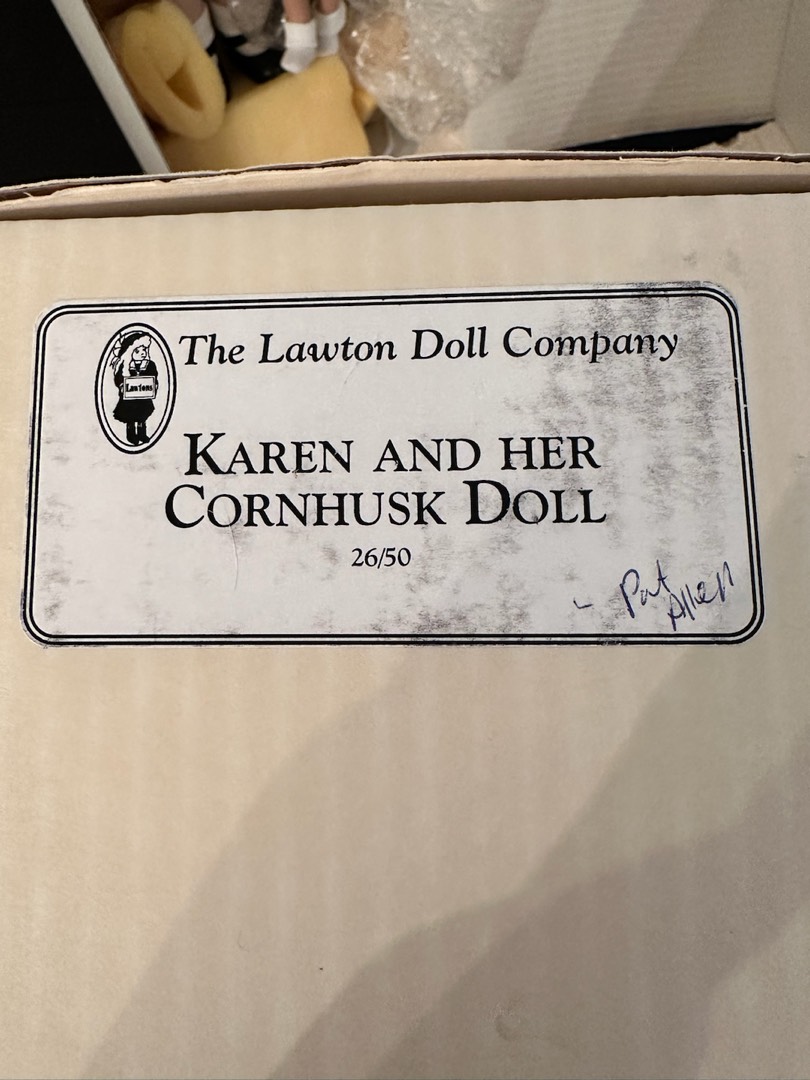 The Lawton Doll Company
Lawtons
KAREN AND HER
CORNHUSK DOLL
26/50
- Pat
Allen